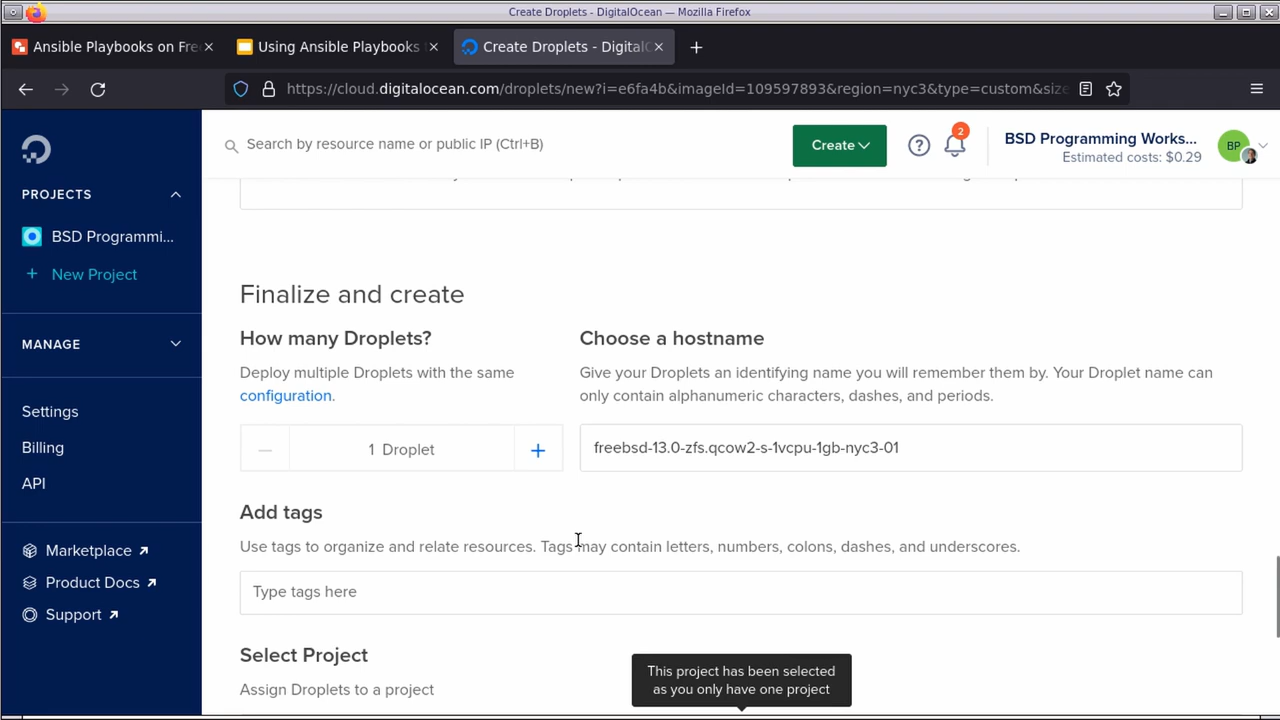 Create Droplets - DigitalOcean — Mozilla Firefox
Ansible Playbooks on Fre
Using Ansible Playbooks
Create Droplets - DigitalO
https://cloud.digitalocean.com/droplets/new?i=e6fa4b&imageId=109597893&region=nyc3&type=custom&size
Search by resource name or public IP (Ctrl+B)
Create
2
BSD Programming Works...
Estimated costs: $0.29
BP
PROJECTS
BSD Programmi...
+ New Project
MANAGE
Settings
Billing
API
Marketplace
Product Docs
Support
Finalize and create
How many Droplets?
Deploy multiple Droplets with the same
configuration.
1 Droplet
Choose a hostname
Give your Droplets an identifying name you will remember them by. Your Droplet name can
only contain alphanumeric characters, dashes, and periods.
freebsd-13.0-zfs.qcow2-s-1vcpu-1gb-nyc3-01
Add tags
Use tags to organize and relate resources. Tags may contain letters, numbers, colons, dashes, and underscores.
Type tags here
Select Project
Assign Droplets to a project
This project has been selected
as you only have one project